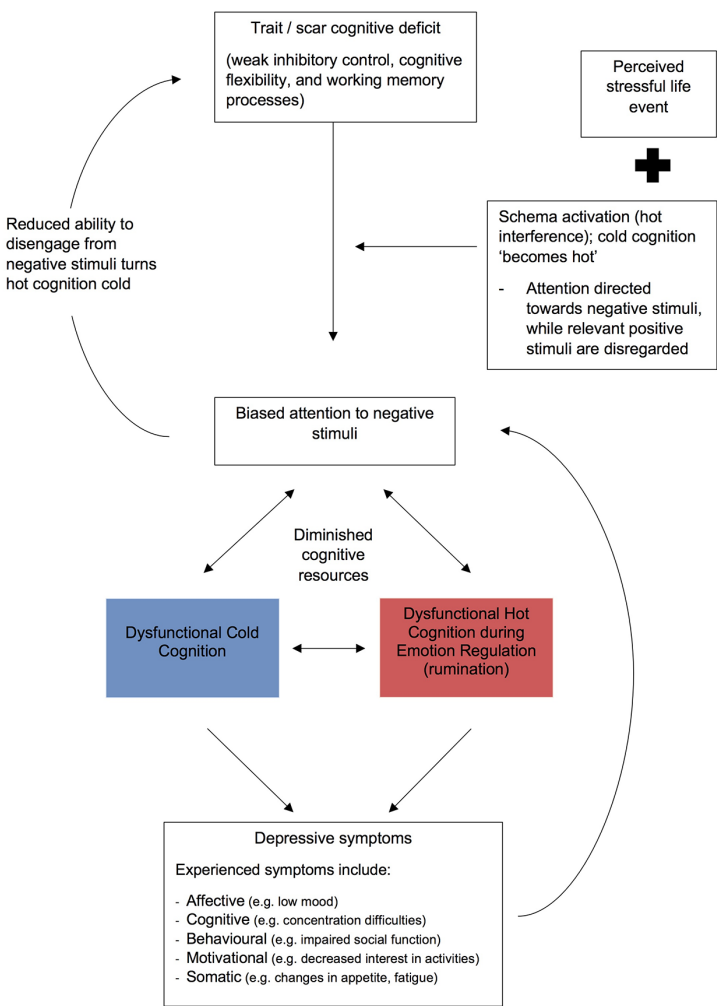 Trait / scar cognitive deficit
(weak inhibitory control, cognitive
flexibility, and working memory
processes)
Perceived
stressful life
event
Reduced ability to
disengage from
negative stimuli turns
hot cognition cold
Schema activation (hot
interference); cold cognition
‘becomes hot’
- Attention directed
towards negative stimuli,
while relevant positive
stimuli are disregarded
Biased attention to negative
stimuli
Diminished
cognitive
resources
Dysfunctional Cold
Cognition
Dysfunctional Hot
Cognition during
Emotion Regulation
(rumination)
Depressive symptoms
Experienced symptoms include:
- Affective (e.g. low mood)
- Cognitive (e.g. concentration difficulties)
- Behavioural (e.g. impaired social function)
- Motivational (e.g. decreased interest in activities)
- Somatic (e.g. changes in appetite, fatigue)